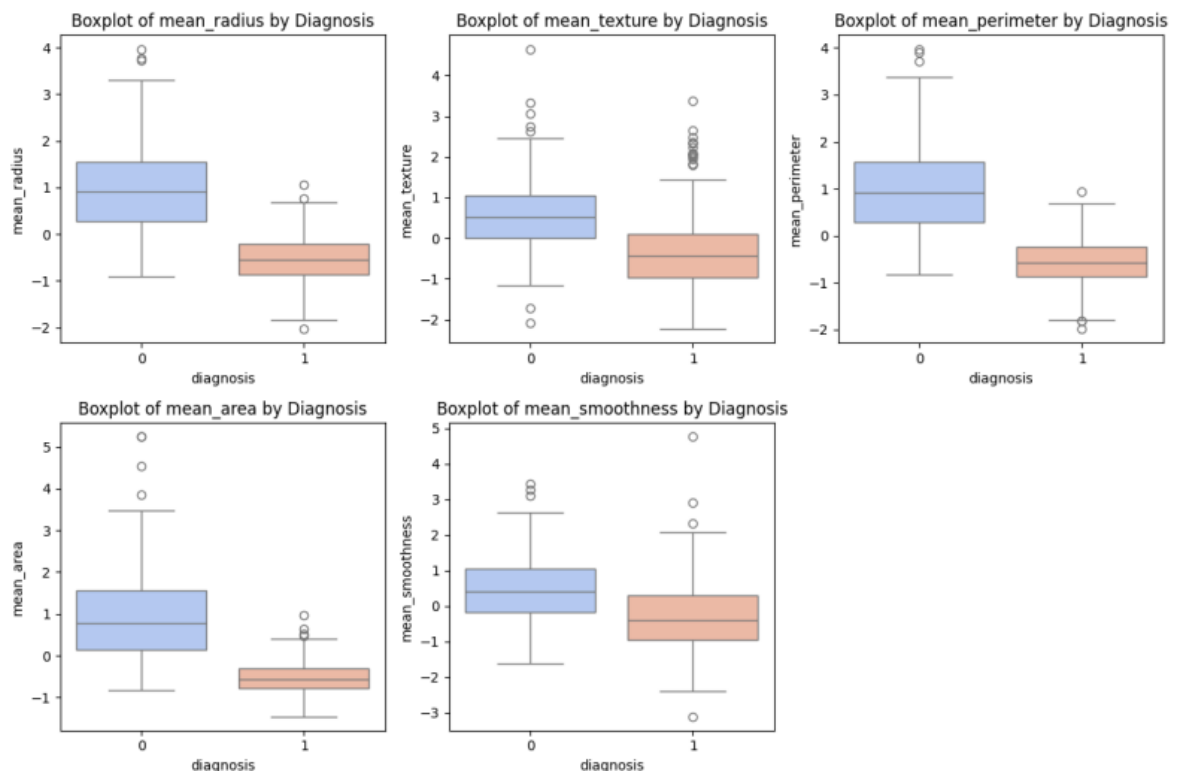 Boxplot of mean_radius by Diagnosis
4
3
2
1
0
−1
−2
mean_radius
0 1
diagnosis
Boxplot of mean_texture by Diagnosis
4
3
2
1
0
−1
−2
mean_texture
0 1
diagnosis
Boxplot of mean_perimeter by Diagnosis
4
3
2
1
0
−1
−2
mean_perimeter
0 1
diagnosis
Boxplot of mean_area by Diagnosis
5
4
3
2
1
0
−1
mean_area
0 1
diagnosis
Boxplot of mean_smoothness by Diagnosis
5
4
3
2
1
0
−1
−2
−3
mean_smoothness
0 1
diagnosis